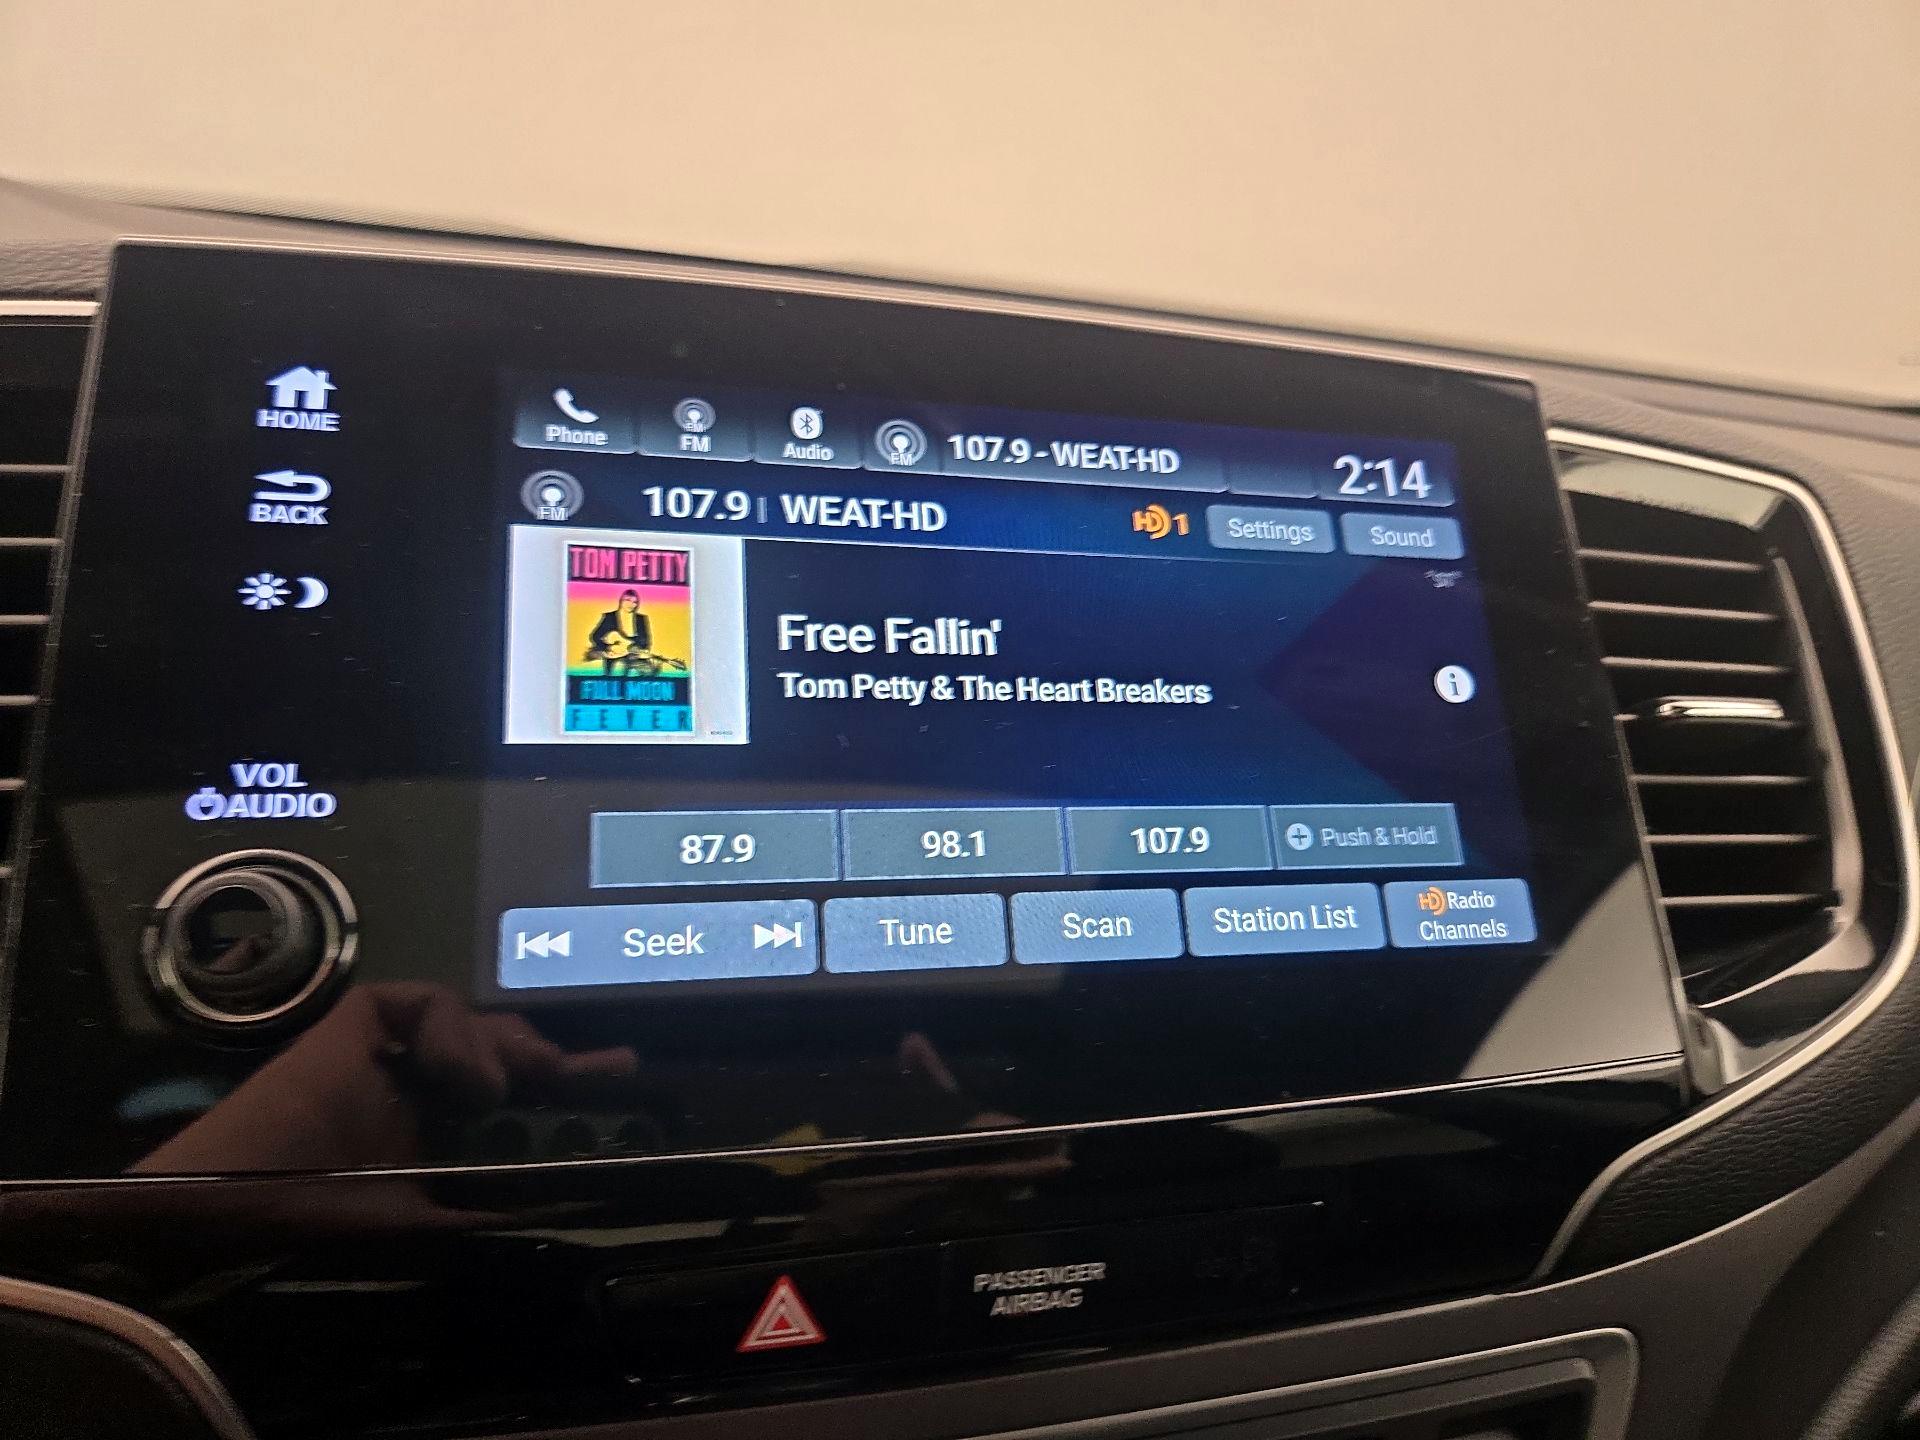 HOME
BACK
VOL
AUDIO
Phone
FM
FM
Audio
FM
107.9-WEAT-HD
2:14
FM
107.9 | WEAT-HD
HD 1
Settings
Sound
TOM PETTY
FULL MOON
FEVER
Free Fallin'
Tom Petty & The Heart Breakers
i
87.9
98.1
107.9
+ Push & Hold
Seek
Tune
Scan
Station List
HD Radio
Channels
PASSENGER
AIRBAG